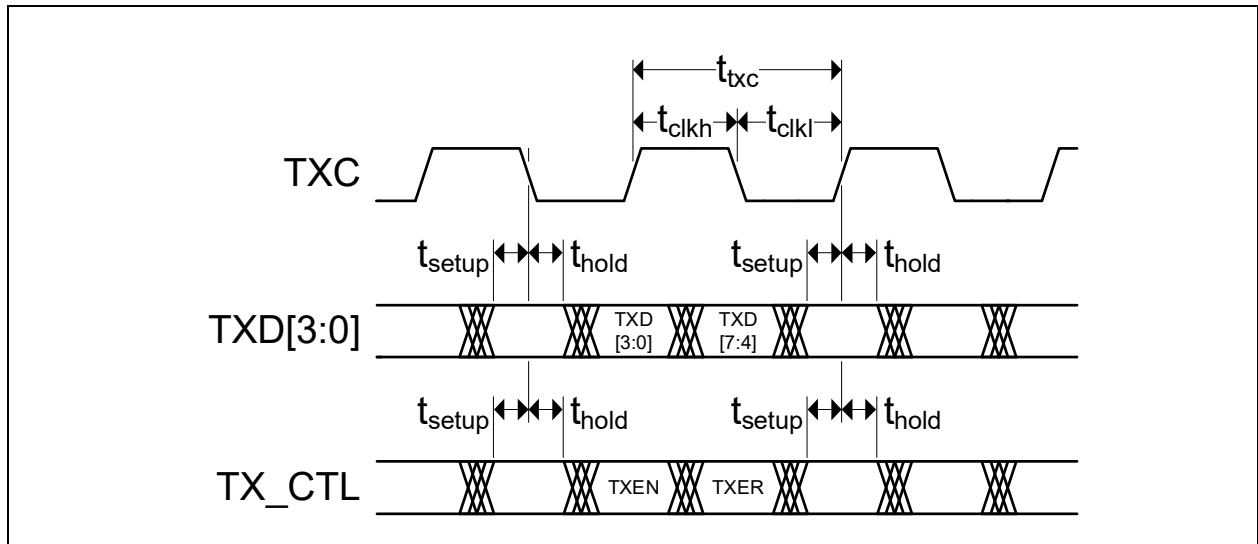 t_txc
t_clkh t_clkl
TXC
t_setup t_hold t_setup t_hold
TXD[3:0]
TXD
[3:0]
TXD
[7:4]
t_setup t_hold t_setup t_hold
TX_CTL
TXEN TXER